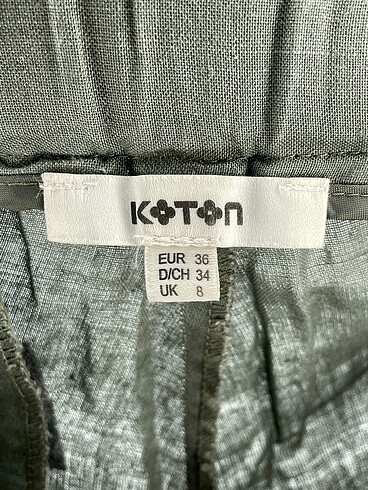 KOTON
EUR 36
D/CH 34
UK 8